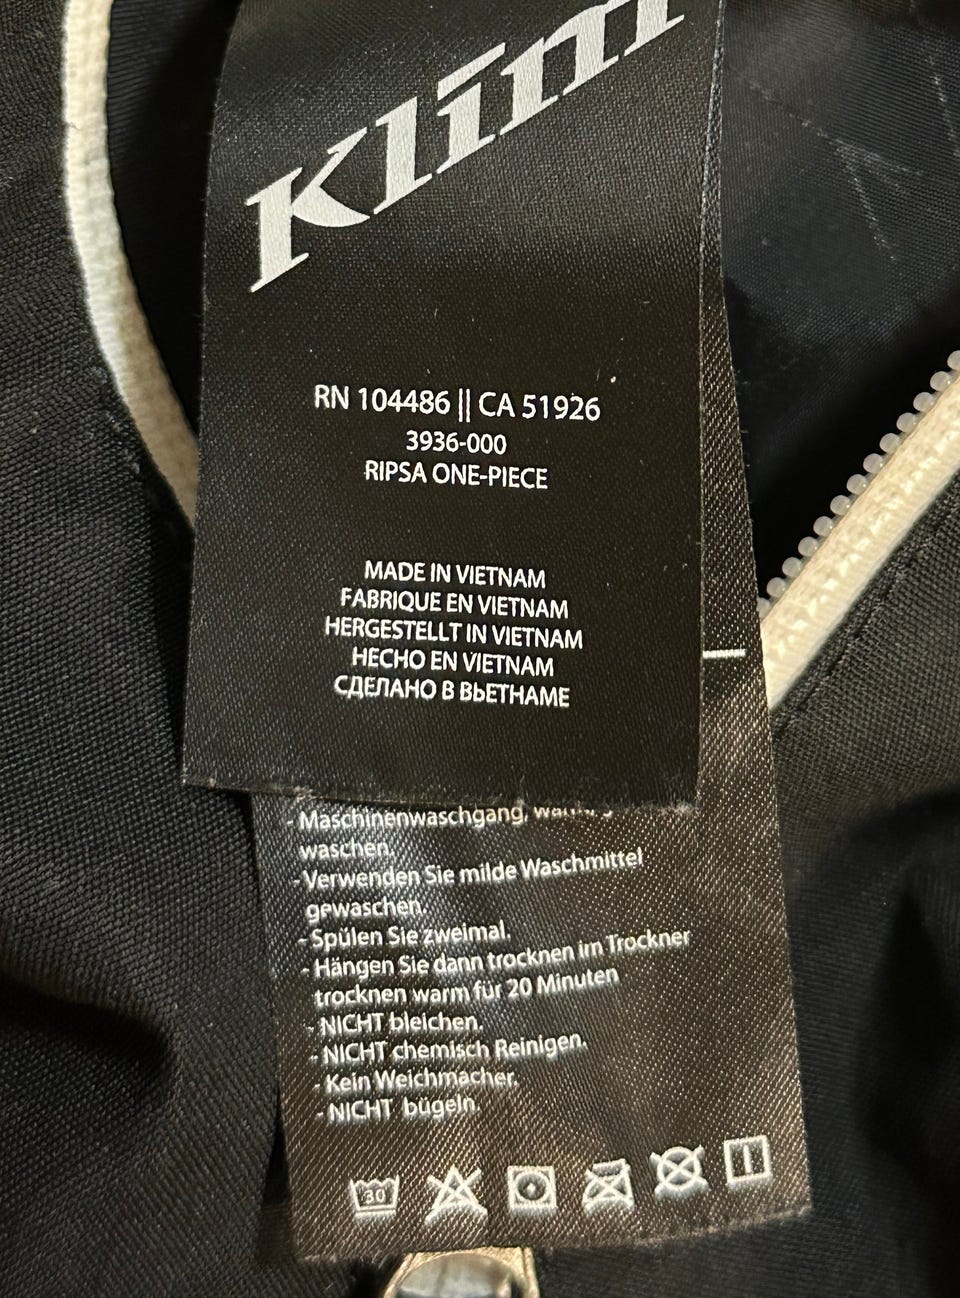 Klim
RN 104486 || CA 51926
3936-000
RIPSA ONE-PIECE
MADE IN VIETNAM
FABRIQUE EN VIETNAM
HERGESTELLT IN VIETNAM
HECHO EN VIETNAM
СДЕЛАНО В ВЬЕТНАМЕ
- Maschinenwaschgang,
waschen.
- Verwenden Sie milde Waschmittel
gewaschen.
- Spülen Sie zweimal.
- Hängen Sie dann trocknen im Trockner
trocknen warm für 20 Minuten
- NICHT bleichen.
- NICHT chemisch Reinigen.
- Kein Weichmacher.
- NICHT bügeln.
30